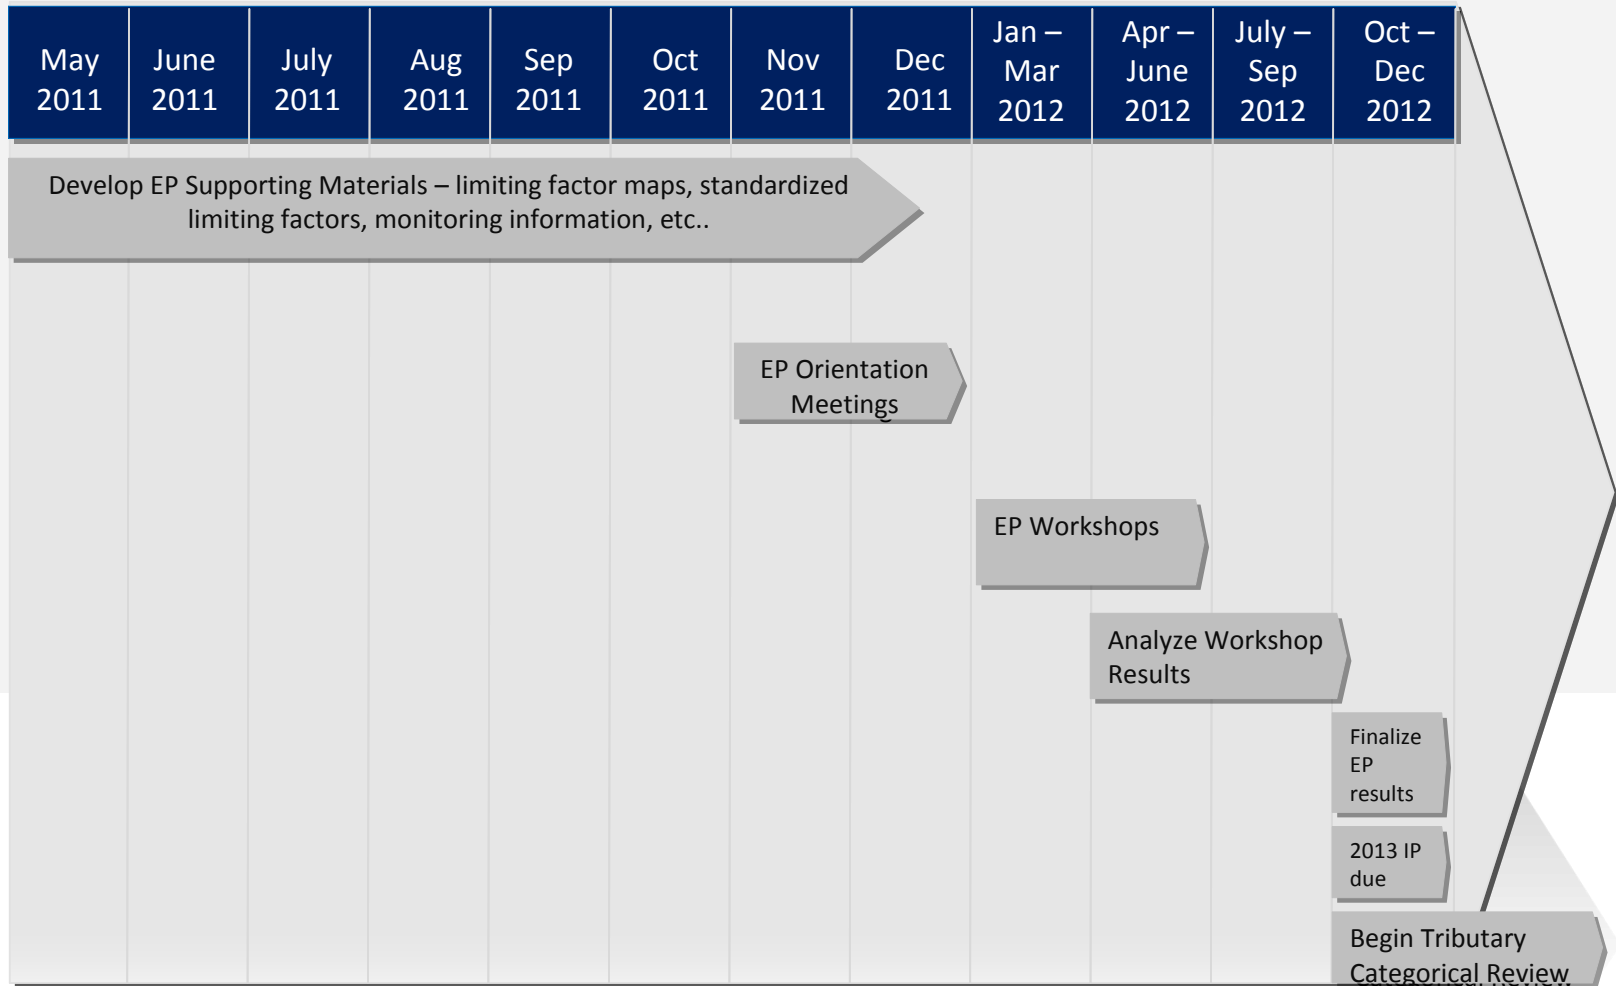 May
2011
June
2011
July
2011
Aug
2011
Sep
2011
Oct
2011
Nov
2011
Dec
2011
Jan –
Mar
2012
Apr –
June
2012
July –
Sep
2012
Oct –
Dec
2012
Develop EP Supporting Materials – limiting factor maps, standardized
limiting factors, monitoring information, etc..
EP Orientation
Meetings
EP Workshops
Analyze Workshop
Results
Finalize
EP
results
2013 IP
due
Begin Tributary
Categorical Review